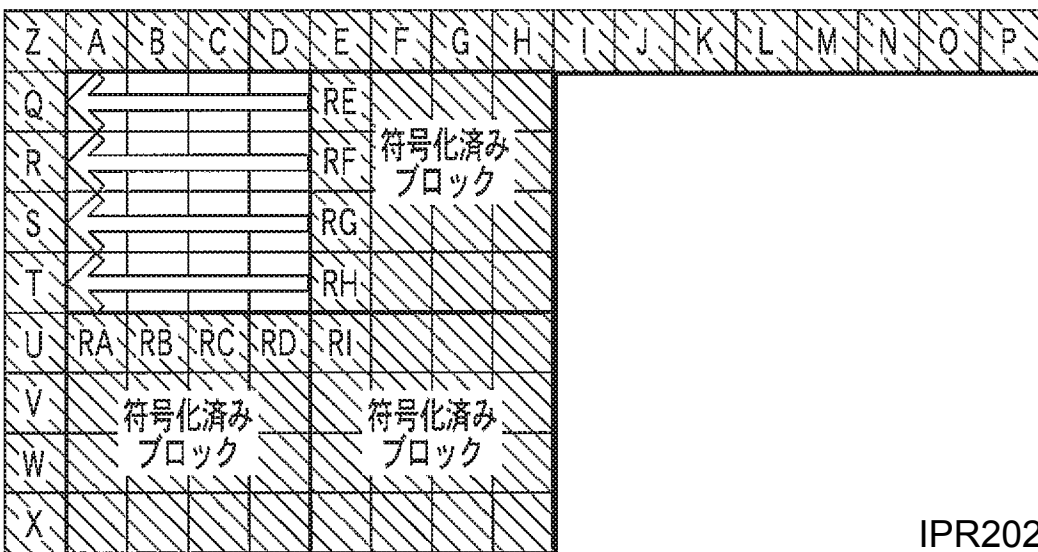 Z A B C D E F G H I J K L M N O P
Q RE
R RF
符号化済み
ブロック
S RG
T RH
U RA RB RC RD RI
V
符号化済み
ブロック
符号化済み
ブロック
W
X
IPR202